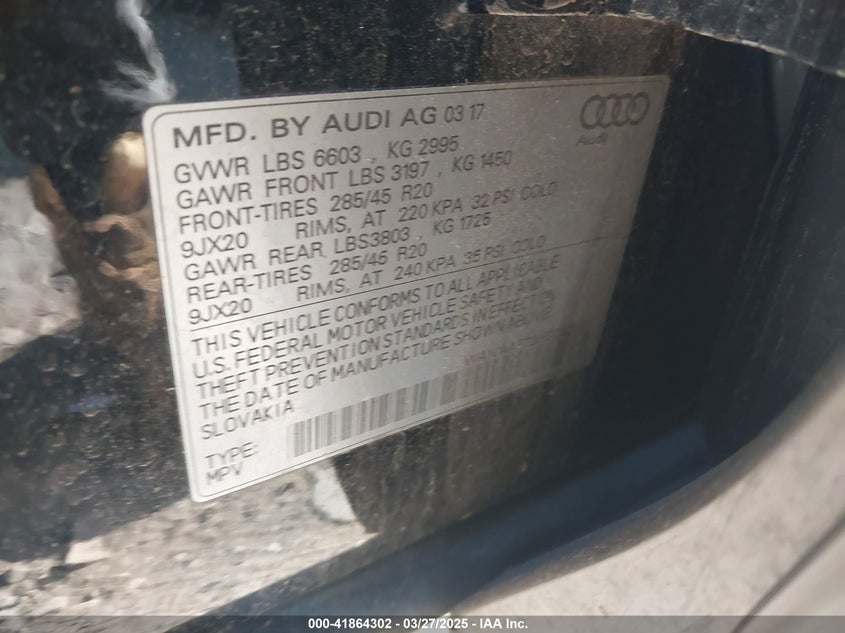 MFD. BY AUDI AG 03 17
Audi
GVWR LBS 6603 , KG 2995
GAWR FRONT LBS 3197 , KG 1450
FRONT-TIRES 285/45 R20
9JX20 RIMS, AT 220 KPA 32 PSI COLD
GAWR REAR LBS3803 , KG 1725
REAR-TIRES 285/45 R20
9JX20 RIMS, AT 240 KPA 35 PSI COLD
THIS VEHICLE CONFORMS TO ALL APPLICABLE
U.S. FEDERAL MOTOR VEHICLE SAFETY AND
THEFT PREVENTION STANDARDS IN EFFECT ON
THE DATE OF MANUFACTURE SHOWN ABOVE.
SLOVAKIA
TYPE:
MPV
000-41864302 - 03/27/2025 - IAA Inc.